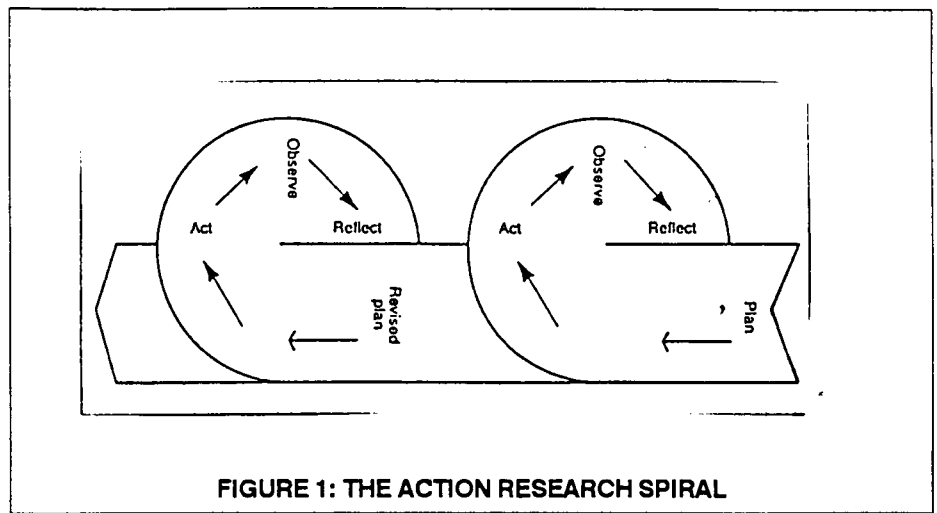 Plan
Act
Observe
Reflect
Revised
plan
Act
Observe
Reflect
FIGURE 1: THE ACTION RESEARCH SPIRAL